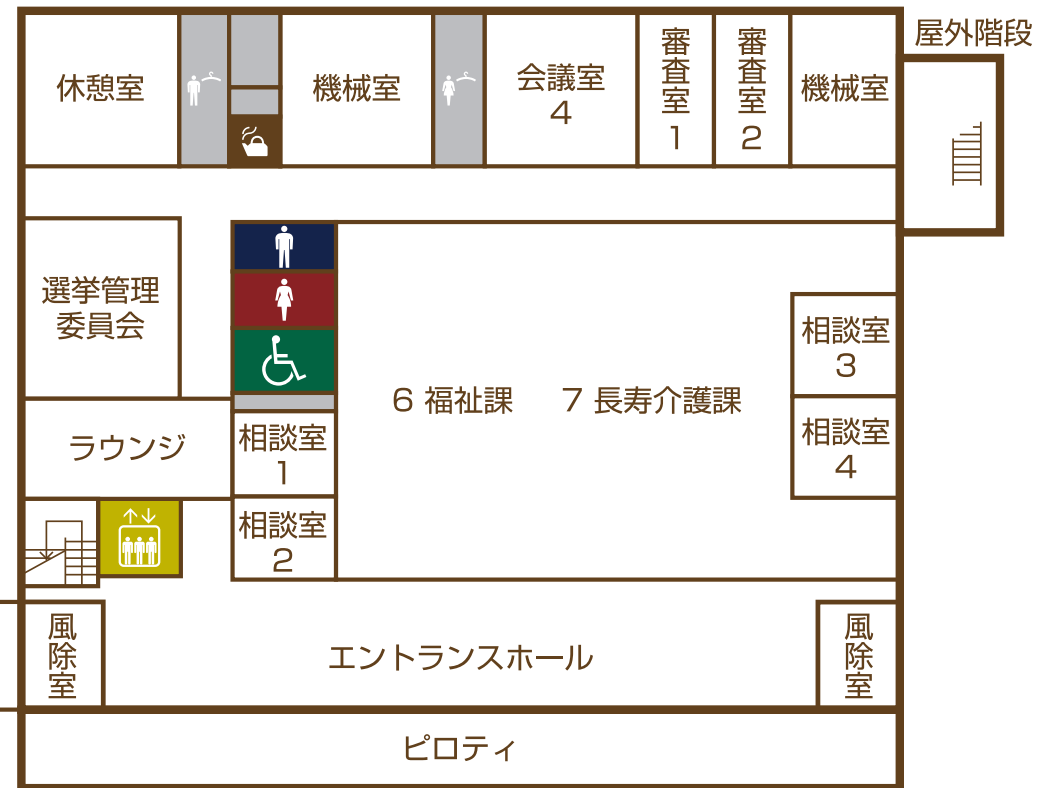 屋外階段
休憩室
機械室
会議室
4
審査室
1
審査室
2
機械室
選挙管理
委員会
相談室
3
6 福祉課
7 長寿介護課
相談室
4
ラウンジ
相談室
1
相談室
2
風除室
エントランスホール
風除室
ピロティ